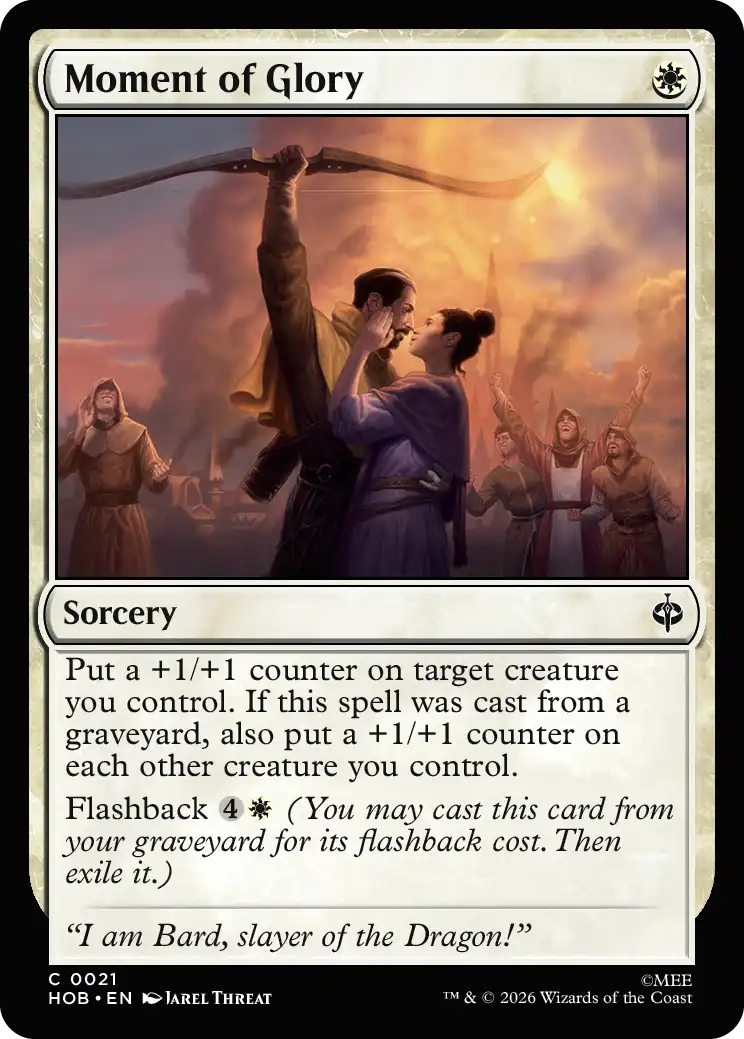 Moment of Glory
Sorcery
Put a +1/+1 counter on target creature
you control. If this spell was cast from a
graveyard, also put a +1/+1 counter on
each other creature you control.
Flashback 4 (You may cast this card from
your graveyard for its flashback cost. Then
exile it.)
“I am Bard, slayer of the Dragon!”
C 0021
HOB • EN JAREL THREAT
©MEE
™ & © 2026 Wizards of the Coast